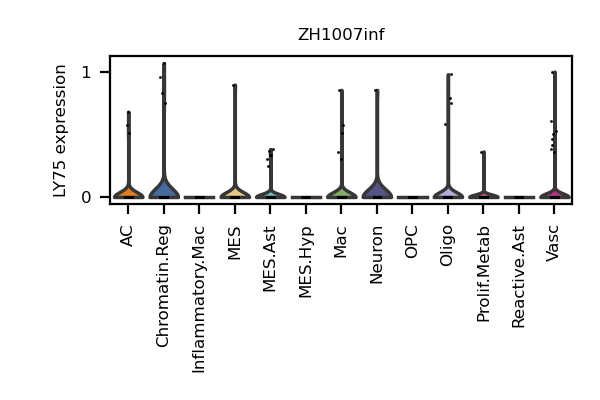 ZH1007inf
LY75 expression
1
0
AC
Chromatin.Reg
Inflammatory.Mac
MES
MES.Ast
MES.Hyp
Mac
Neuron
OPC
Oligo
Prolif.Metab
Reactive.Ast
Vasc